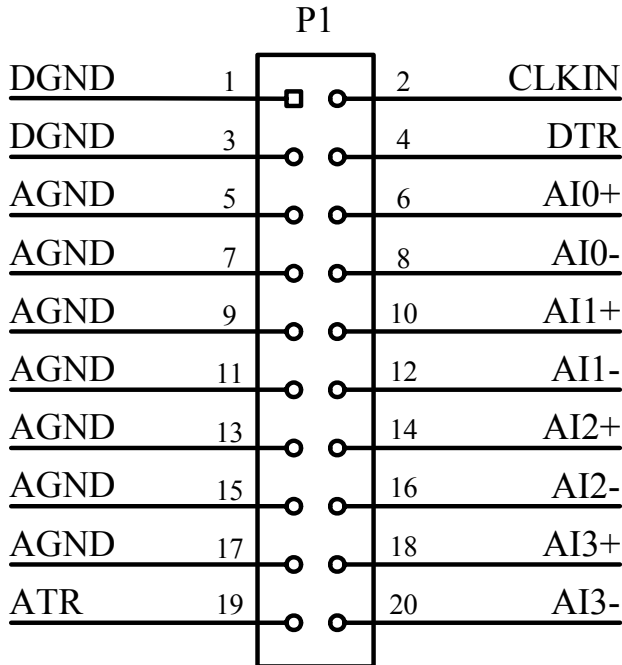 P1
DGND 1 2 CLKIN
DGND 3 4 DTR
AGND 5 6 AI0+
AGND 7 8 AI0-
AGND 9 10 AI1+
AGND 11 12 AI1-
AGND 13 14 AI2+
AGND 15 16 AI2-
AGND 17 18 AI3+
ATR 19 20 AI3-